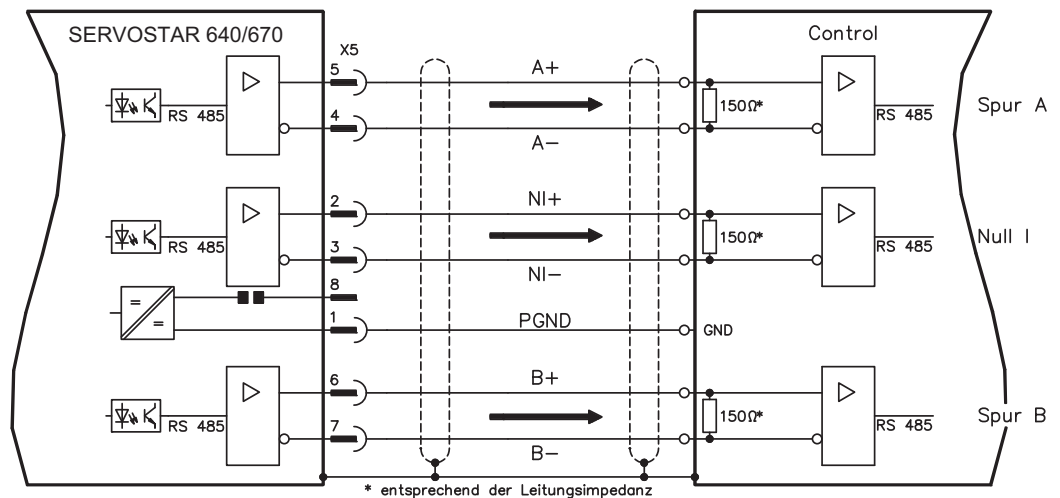 SERVOSTAR 640/670
Control
X5
5
A+
150Ω*
RS 485
RS 485
Spur A
4
A-
2
NI+
150Ω*
RS 485
RS 485
Null I
3
NI-
8
=
=
1
PGND
GND
6
B+
150Ω*
RS 485
RS 485
Spur B
7
B-
* entsprechend der Leitungsimpedanz